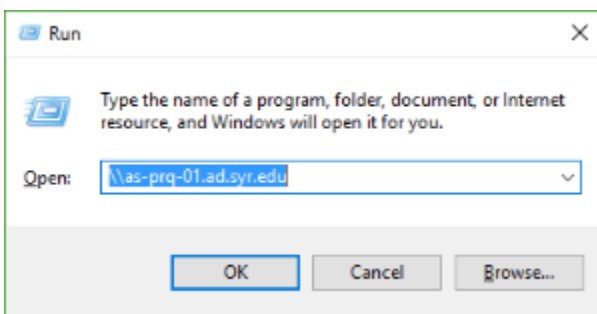 Run
Type the name of a program, folder, document, or Internet
resource, and Windows will open it for you.
Open: \\as-prq-01.ad.syr.edu
OK Cancel Browse...